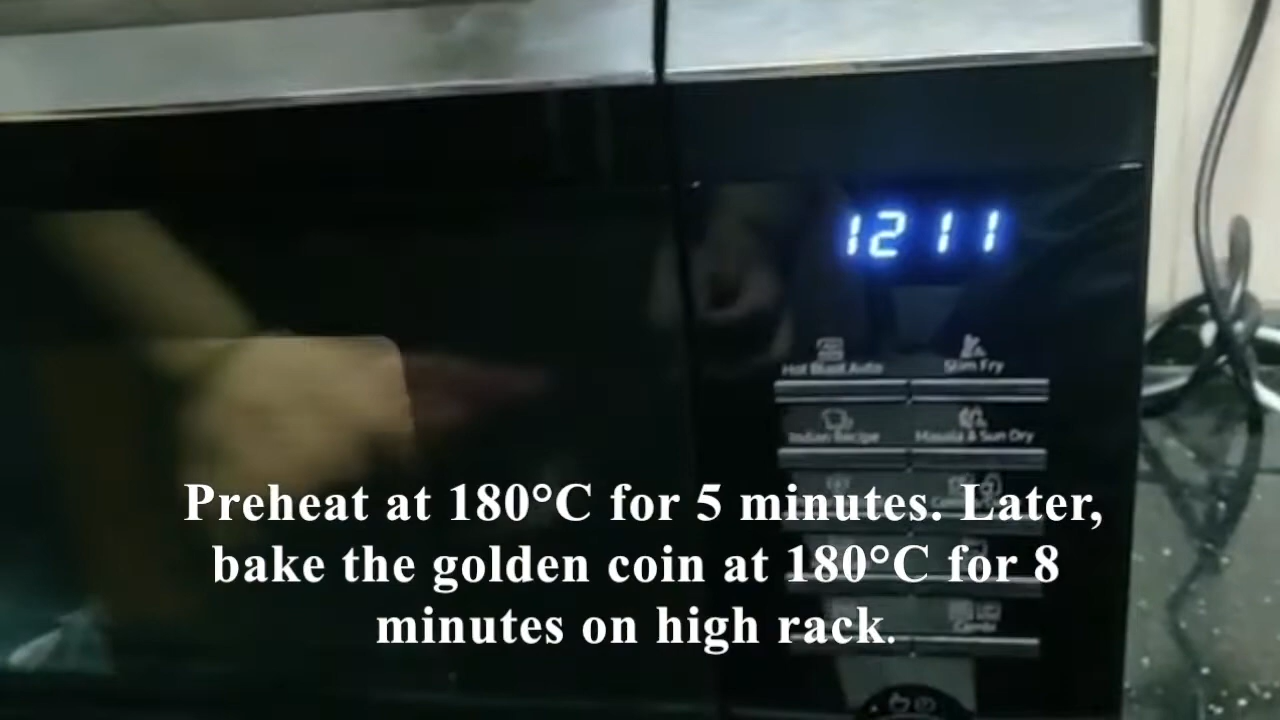 1211
Hot Blast Auto Slim Fry
Indian Recipe Masala & Sun Dry
Preheat at 180°C for 5 minutes. Later,
bake the golden coin at 180°C for 8
minutes on high rack.
Combi